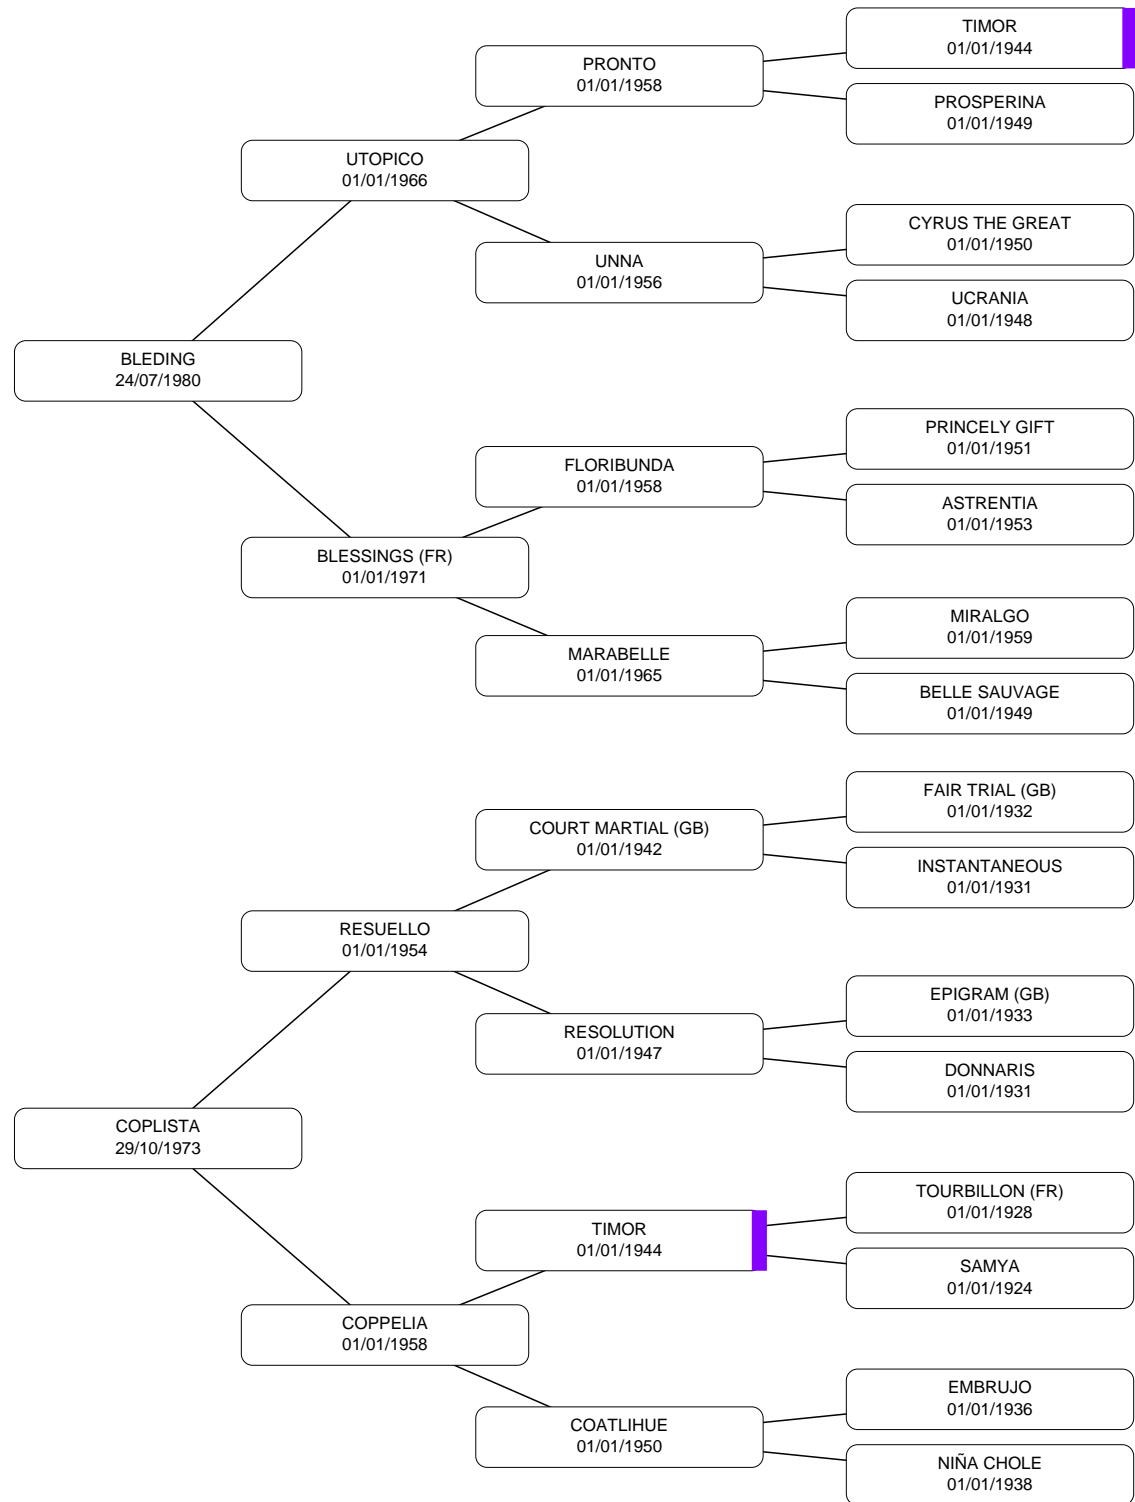 TIMOR
01/01/1944
PRONTO
01/01/1958
PROSPERINA
01/01/1949
UTOPICO
01/01/1966
CYRUS THE GREAT
01/01/1950
UNNA
01/01/1956
UCRANIA
01/01/1948
BLEDING
24/07/1980
PRINCELY GIFT
01/01/1951
FLORIBUNDA
01/01/1958
ASTRENTIA
01/01/1953
BLESSINGS (FR)
01/01/1971
MIRALGO
01/01/1959
MARABELLE
01/01/1965
BELLE SAUVAGE
01/01/1949
FAIR TRIAL (GB)
01/01/1932
COURT MARTIAL (GB)
01/01/1942
INSTANTANEOUS
01/01/1931
RESUELLO
01/01/1954
EPIGRAM (GB)
01/01/1933
RESOLUTION
01/01/1947
DONNARIS
01/01/1931
COPLISTA
29/10/1973
TOURBILLON (FR)
01/01/1928
TIMOR
01/01/1944
SAMYA
01/01/1924
COPPELIA
01/01/1958
EMBRUJO
01/01/1936
COATLIHUE
01/01/1950
NIÑA CHOLE
01/01/1938